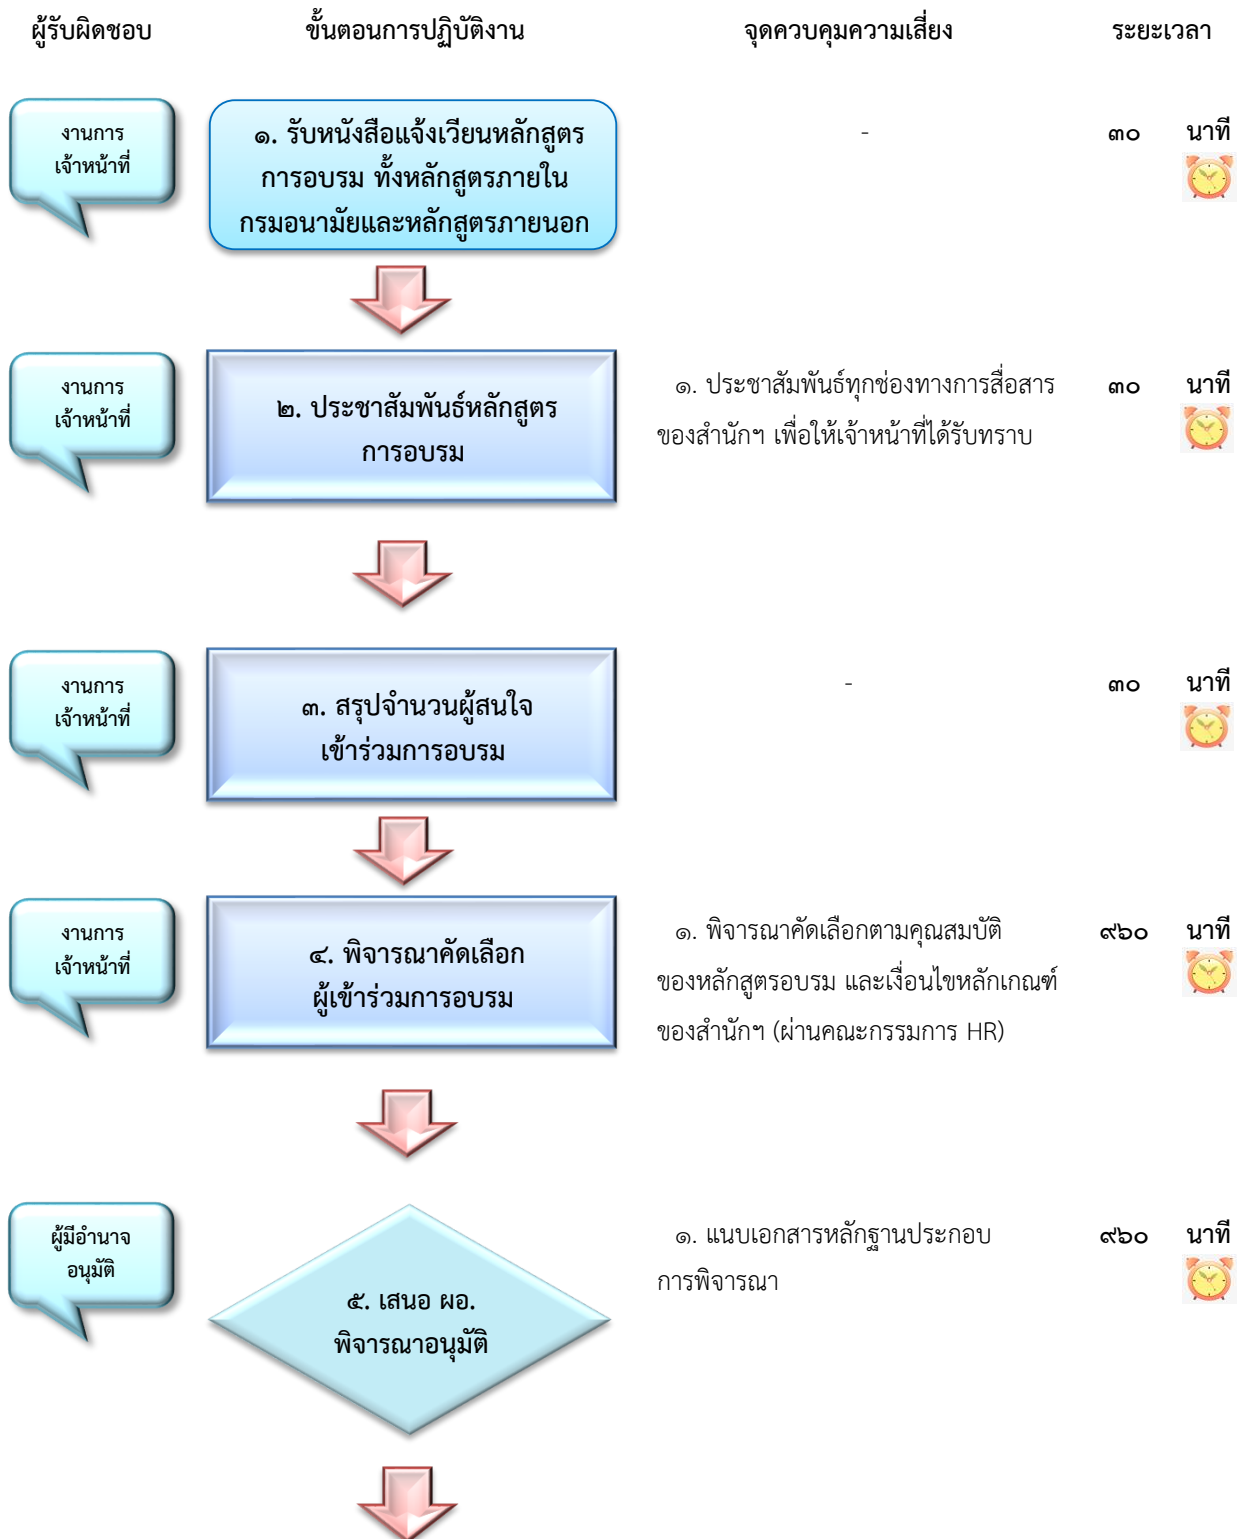 ผู้รับผิดชอบ ขั้นตอนการปฏิบัติงาน จุดควบคุมความเสี่ยง ระยะเวลา
งานการ
เจ้าหน้าที่
๑. รับหนังสือแจ้งเวียนหลักสูตร
การอบรม ทั้งหลักสูตรภายใน
กรมอนามัยและหลักสูตรภายนอก
-
๓๐ นาที
งานการ
เจ้าหน้าที่
๒. ประชาสัมพันธ์หลักสูตร
การอบรม
๑. ประชาสัมพันธ์ทุกช่องทางการสื่อสาร
ของสำนักฯ เพื่อให้เจ้าหน้าที่ได้รับทราบ
๓๐ นาที
งานการ
เจ้าหน้าที่
๓. สรุปจำนวนผู้สนใจ
เข้าร่วมการอบรม
-
๓๐ นาที
งานการ
เจ้าหน้าที่
๔. พิจารณาคัดเลือก
ผู้เข้าร่วมการอบรม
๑. พิจารณาคัดเลือกตามคุณสมบัติ
ของหลักสูตรอบรม และเงื่อนไขหลักเกณฑ์
ของสำนักฯ (ผ่านคณะกรรมการ HR)
๙๖๐ นาที
ผู้มีอำนาจ
อนุมัติ
๕. เสนอ ผอ.
พิจารณาอนุมัติ
๑. แนบเอกสารหลักฐานประกอบ
การพิจารณา
๙๖๐ นาที